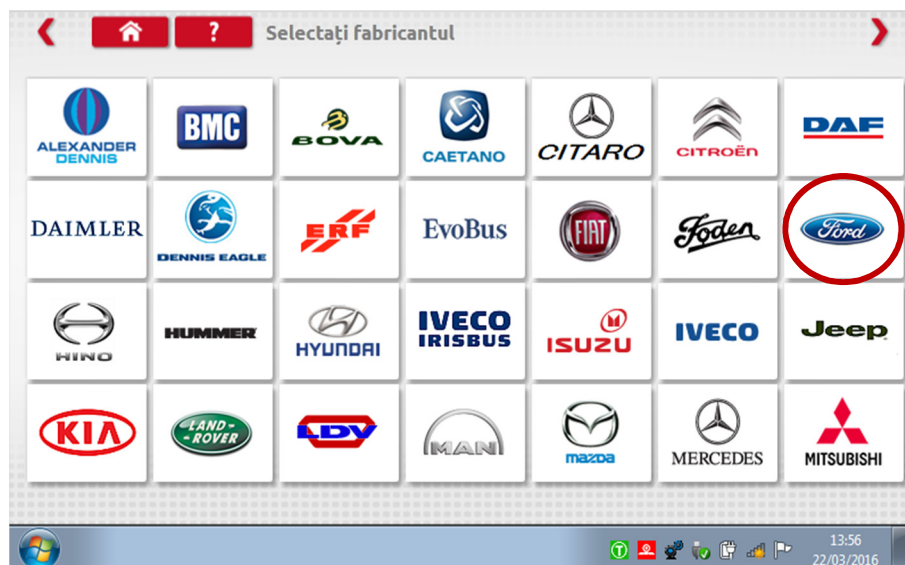 ? Selectați fabricantul
ALEXANDER
DENNIS
BMC
BOVA
CAETANO
CITARO
CITROËN
DAF
DAIMLER
DENNIS EAGLE
ERF
EvoBus
FIAT
Foden
Ford
HINO
HUMMER
HYUNDAI
IVECO
IRISBUS
ISUZU
IVECO
Jeep
KIA
LAND-
-ROVER
LDV
MAN
mazda
MERCEDES
MITSUBISHI
T
13:56
22/03/2016